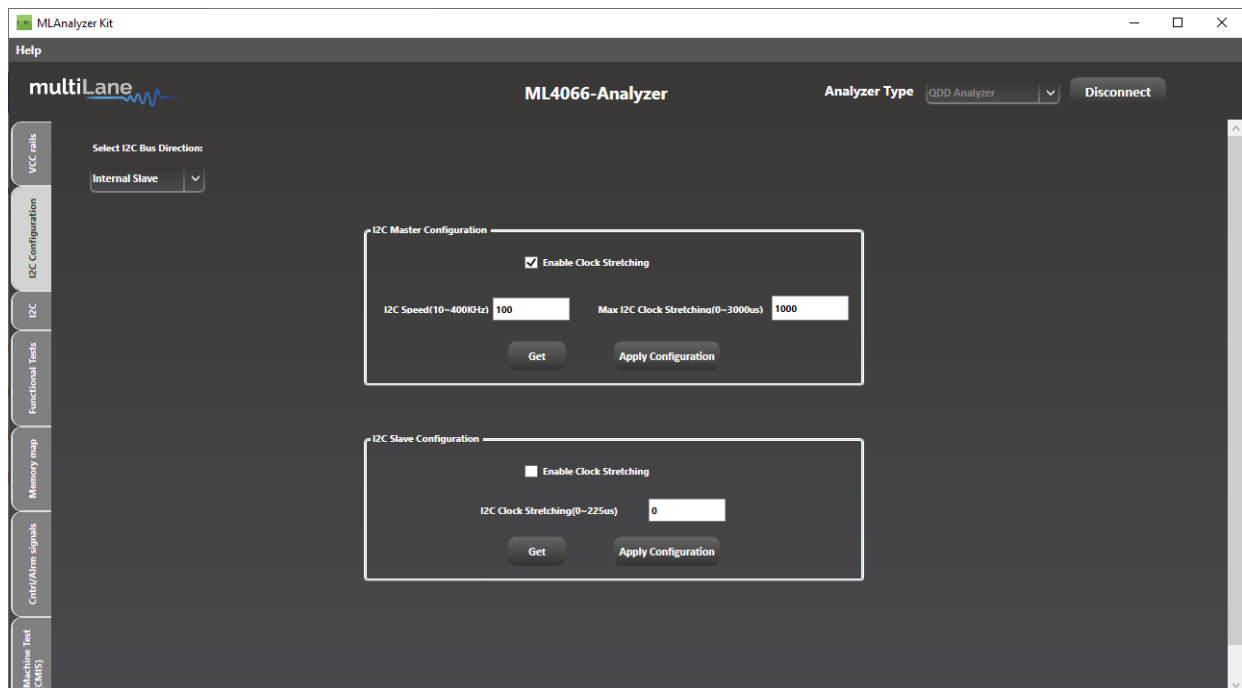 MLAnalyzer Kit
Help
multiLane
ML4066-Analyzer
Analyzer Type
QDD Analyzer
Disconnect
VCC rails
I2C Configuration
I2C
Functional Tests
Memory map
Cntrl/Alrm signals
Machine Test
CMIS)
Select I2C Bus Direction:
Internal Slave
I2C Master Configuration
Enable Clock Stretching
I2C Speed(10~400KHz) 100 Max I2C Clock Stretching(0~3000us) 1000
Get Apply Configuration
I2C Slave Configuration
Enable Clock Stretching
I2C Clock Stretching(0~225us) 0
Get Apply Configuration